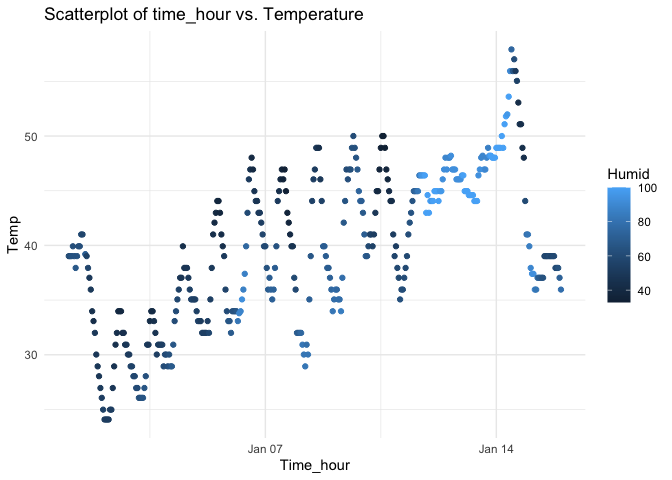 Scatterplot of time_hour vs. Temperature
Temp
50
40
30
Jan 07
Jan 14
Time_hour
Humid
100
80
60
40